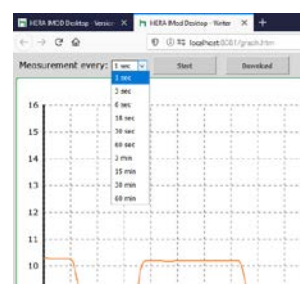 HERA IMOD Desktop - Version
HERA IMod Desktop - Writer
localhost:8081/graph.htm
Measurement every: 1 sec Start Download
1 sec
3 sec
6 sec
18 sec
30 sec
60 sec
3 min
15 min
30 min
60 min
16
15
14
13
12
11
10